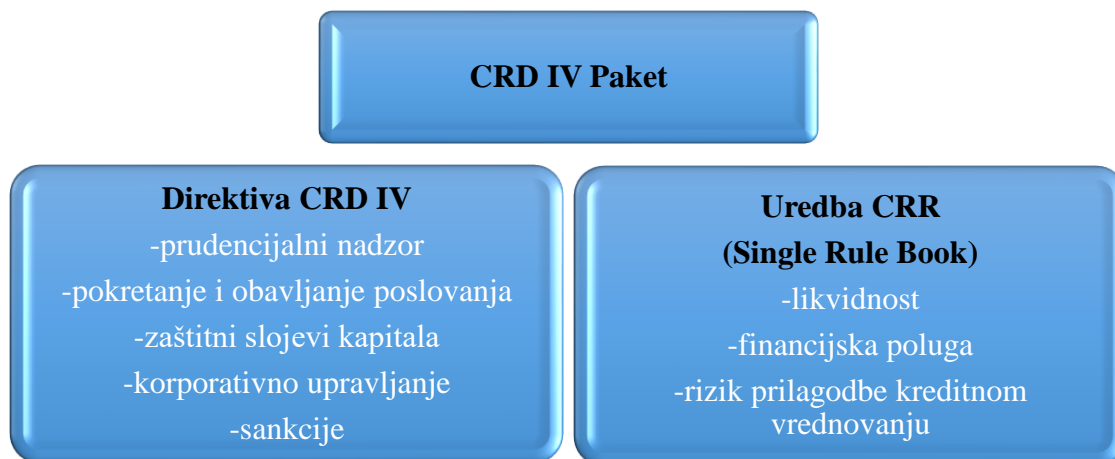 CRD IV Paket
Direktiva CRD IV
-prudencijalni nadzor
-pokretanje i obavljanje poslovanja
-zaštitni slojevi kapitala
-korporativno upravljanje
-sankcije
Uredba CRR
(Single Rule Book)
-likvidnost
-financijska poluga
-rizik prilagodbe kreditnom
vrednovanju